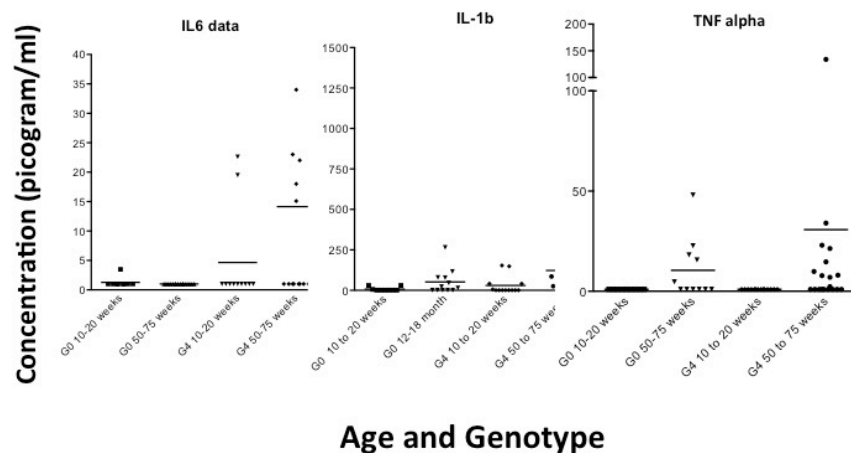 IL6 data
IL-1b
TNF alpha
Concentration (picogram/ml)
40
35
30
25
20
15
10
5
0
G0 10-20 weeks
G0 50-75 weeks
G4 10-20 weeks
G4 50-75 weeks
1500
1250
1000
750
500
250
0
G0 10 to 20 weeks
G0 12-18 month
G4 10 to 20 weeks
G4 50 to 75 wee
200
150
100
100
50
0
G0 10-20 weeks
G0 50-75 weeks
G4 10 to 20 weeks
G4 50 to 75 weeks
Age and Genotype